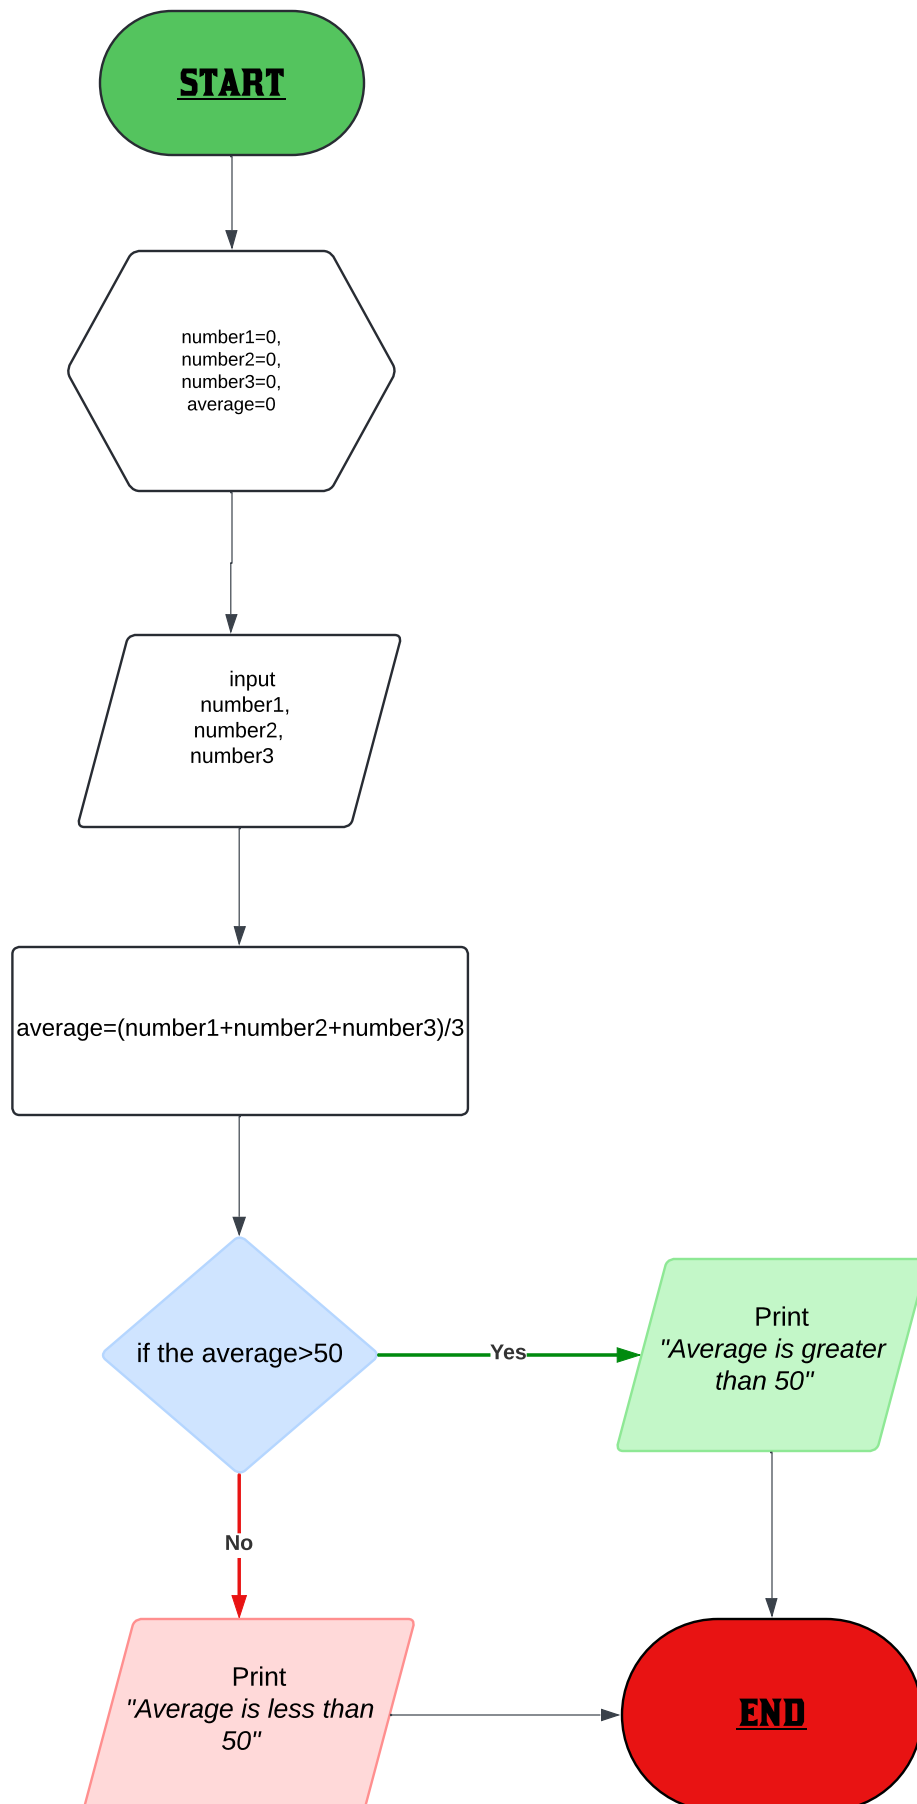 START
number1=0,
number2=0,
number3=0,
average=0
input
number1,
number2,
number3
average=(number1+number2+number3)/3
if the average>50
Yes
Print
"Average is greater
than 50"
No
Print
"Average is less than
50"
END